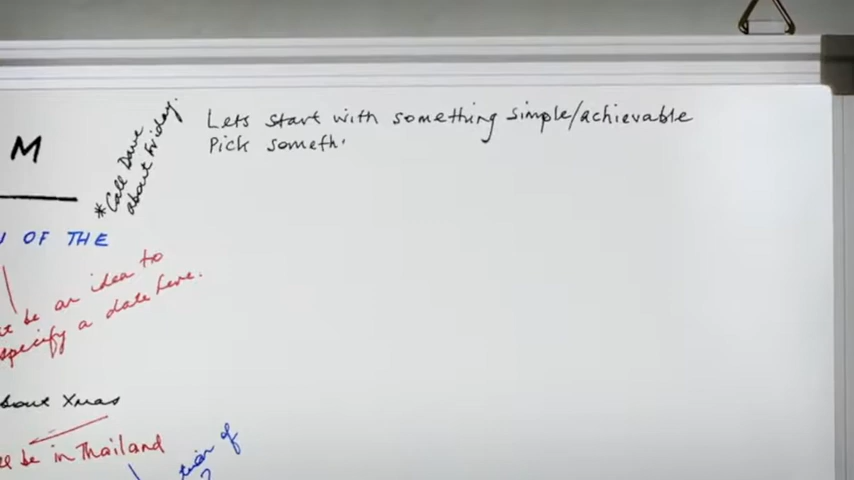 Lets start with something simple/achievable
Pick someth
M
*Call Dave
about Friday.
OF THE
be an idea to
specify a date here.
Xmas
be in Thailand
of
?